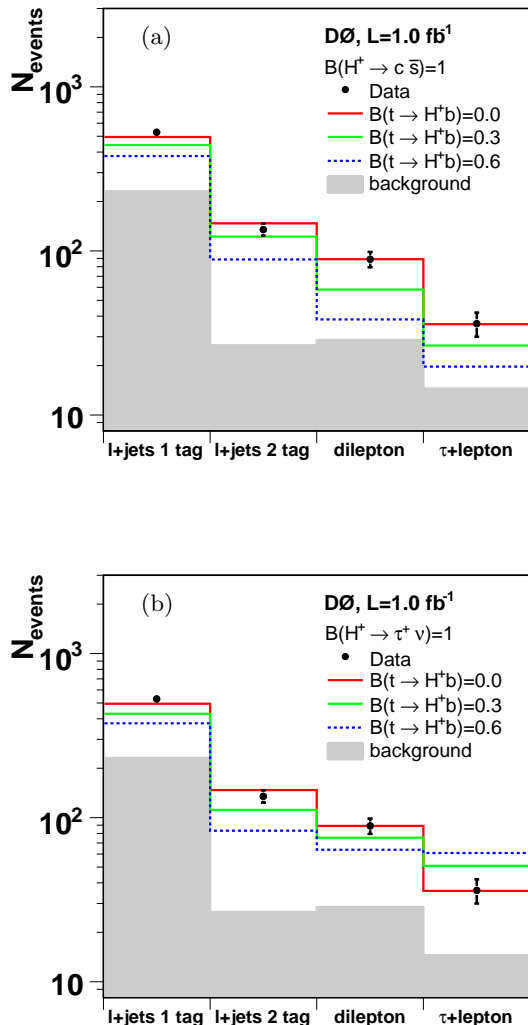 (a)
DØ, L=1.0 fb⁻¹
B(H⁺ → c s̅)=1
Data
B(t → H⁺b)=0.0
B(t → H⁺b)=0.3
B(t → H⁺b)=0.6
background
N_events
10³
10²
10
l+jets 1 tag l+jets 2 tag dilepton τ+lepton
(b)
DØ, L=1.0 fb⁻¹
B(H⁺ → τ⁺ ν)=1
Data
B(t → H⁺b)=0.0
B(t → H⁺b)=0.3
B(t → H⁺b)=0.6
background
N_events
10³
10²
10
l+jets 1 tag l+jets 2 tag dilepton τ+lepton